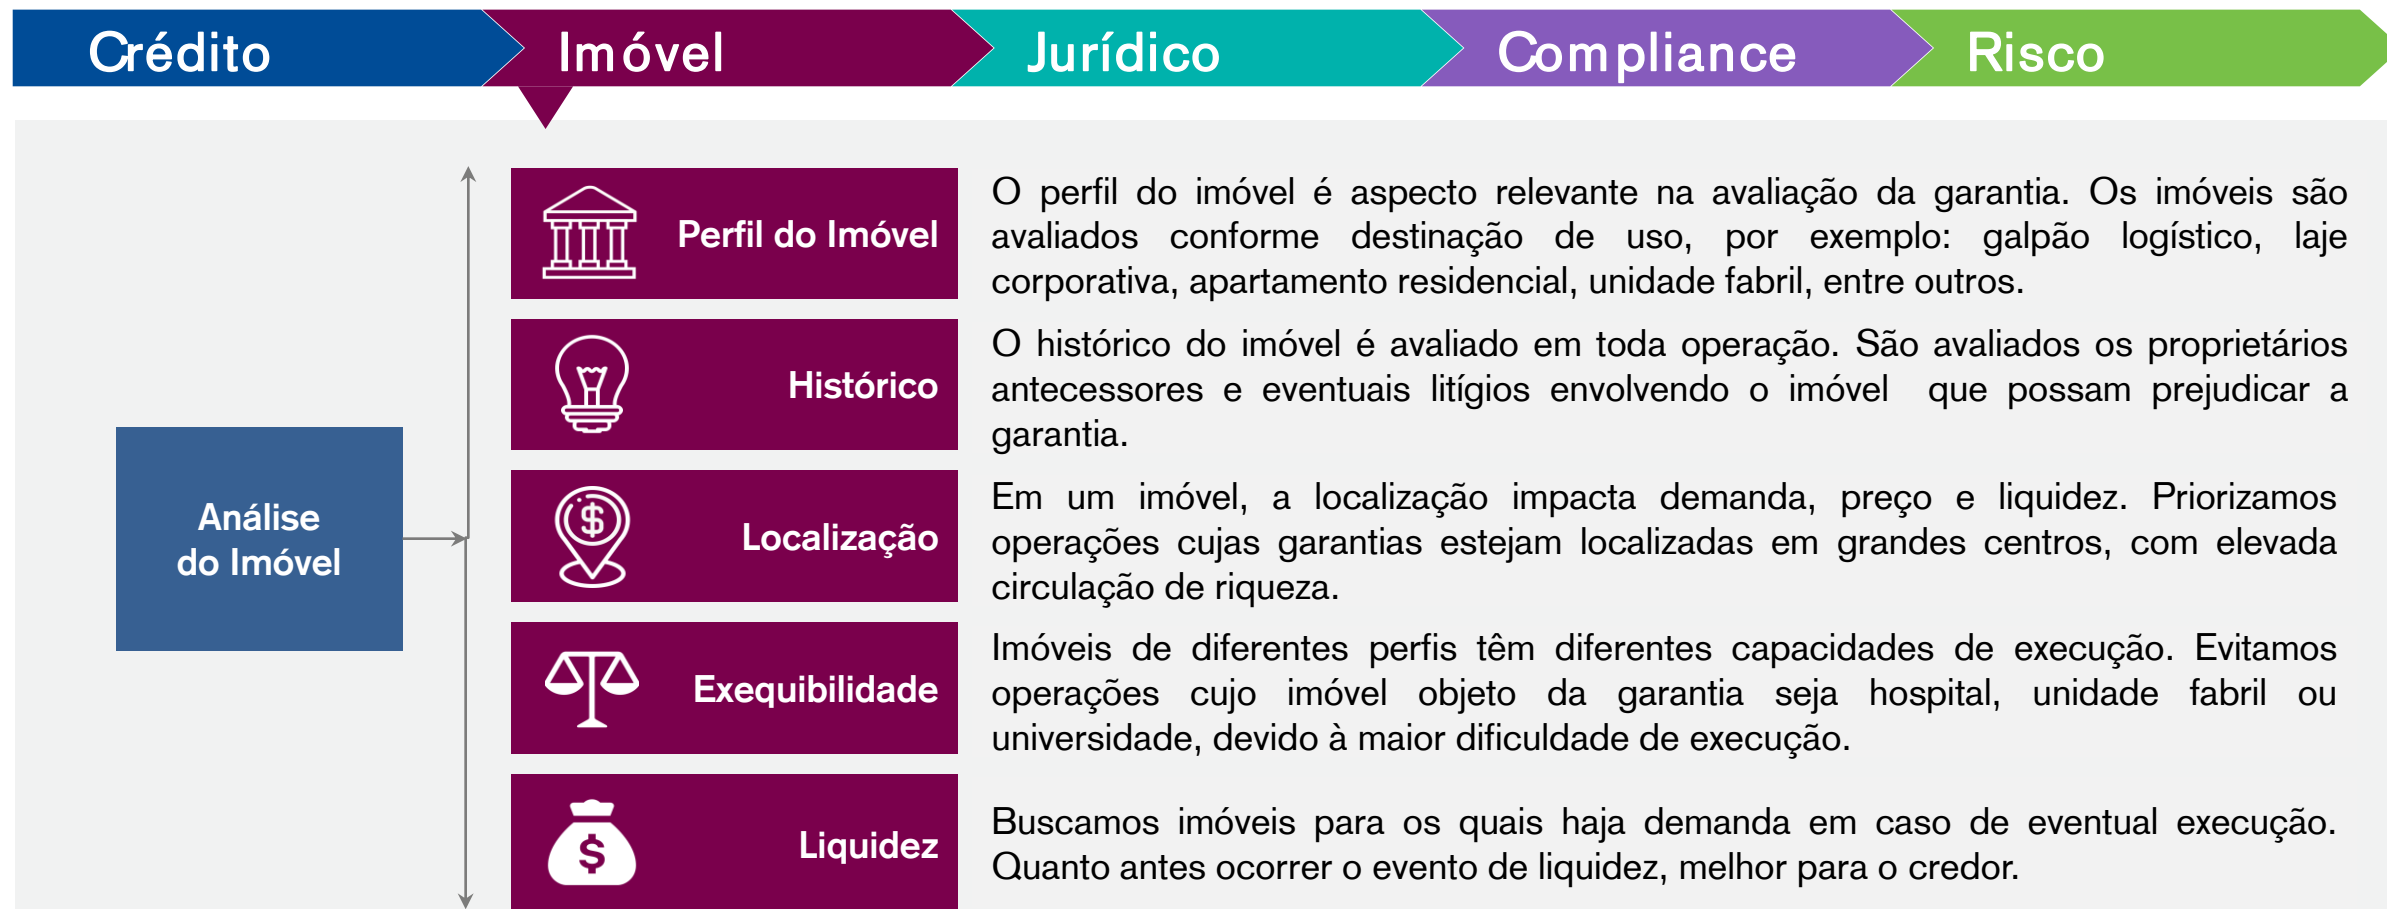 Crédito
Imóvel
Jurídico
Compliance
Risco
Análise
do Imóvel
Perfil do Imóvel
O perfil do imóvel é aspecto relevante na avaliação da garantia. Os imóveis são
avaliados conforme destinação de uso, por exemplo: galpão logístico, laje
corporativa, apartamento residencial, unidade fabril, entre outros.
Histórico
O histórico do imóvel é avaliado em toda operação. São avaliados os proprietários
antecessores e eventuais litígios envolvendo o imóvel que possam prejudicar a
garantia.
Localização
$
Em um imóvel, a localização impacta demanda, preço e liquidez. Priorizamos
operações cujas garantias estejam localizadas em grandes centros, com elevada
circulação de riqueza.
Exequibilidade
Imóveis de diferentes perfis têm diferentes capacidades de execução. Evitamos
operações cujo imóvel objeto da garantia seja hospital, unidade fabril ou
universidade, devido à maior dificuldade de execução.
$
Liquidez
Buscamos imóveis para os quais haja demanda em caso de eventual execução.
Quanto antes ocorrer o evento de liquidez, melhor para o credor.